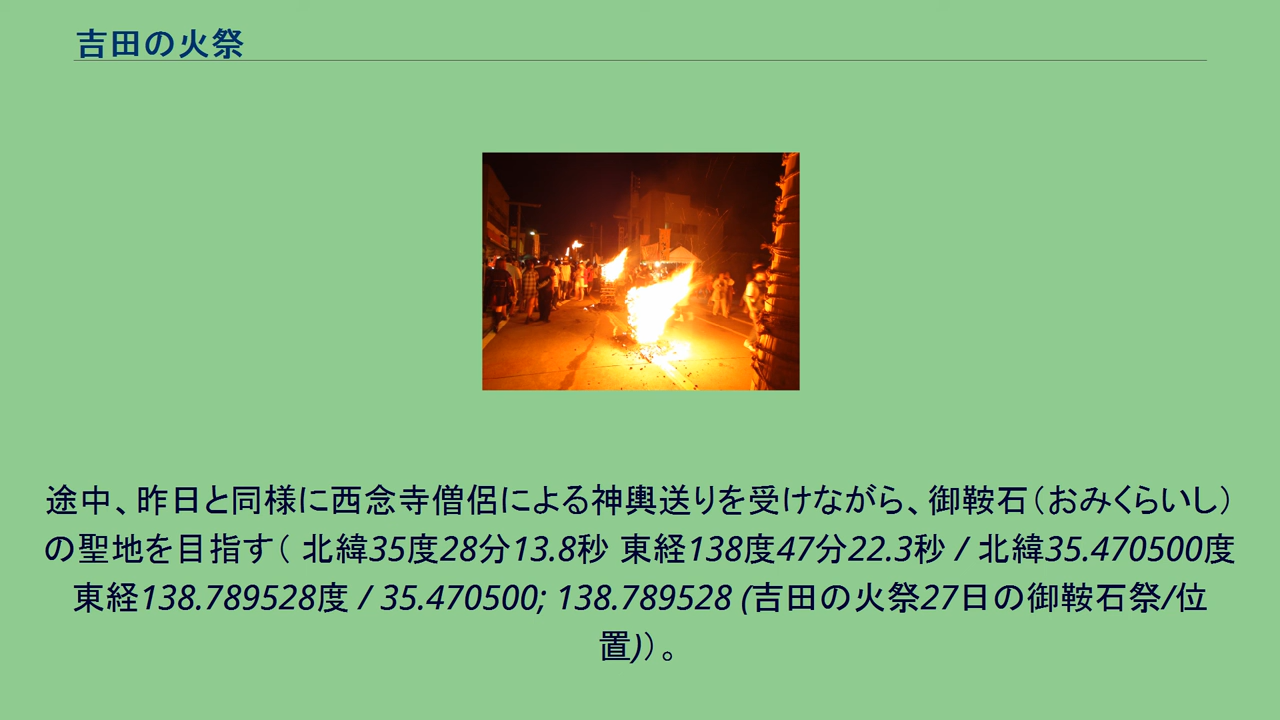 吉田の火祭
途中、昨日と同様に西念寺僧侶による神輿送りを受けながら、御鞍石（おみくらいし）
の聖地を目指す（ 北緯35度28分13.8秒 東経138度47分22.3秒 / 北緯35.470500度
東経138.789528度 / 35.470500; 138.789528 (吉田の火祭27日の御鞍石祭/位
置)）。